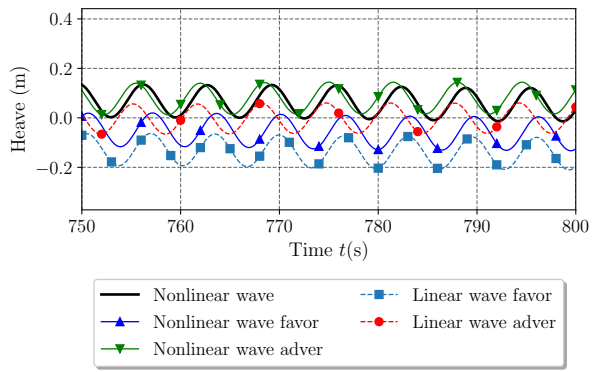 Heave (m)
0.4
0.2
0.0
−0.2
750 760 770 780 790 800
Time t(s)
Nonlinear wave
Nonlinear wave favor
Nonlinear wave adver
Linear wave favor
Linear wave adver